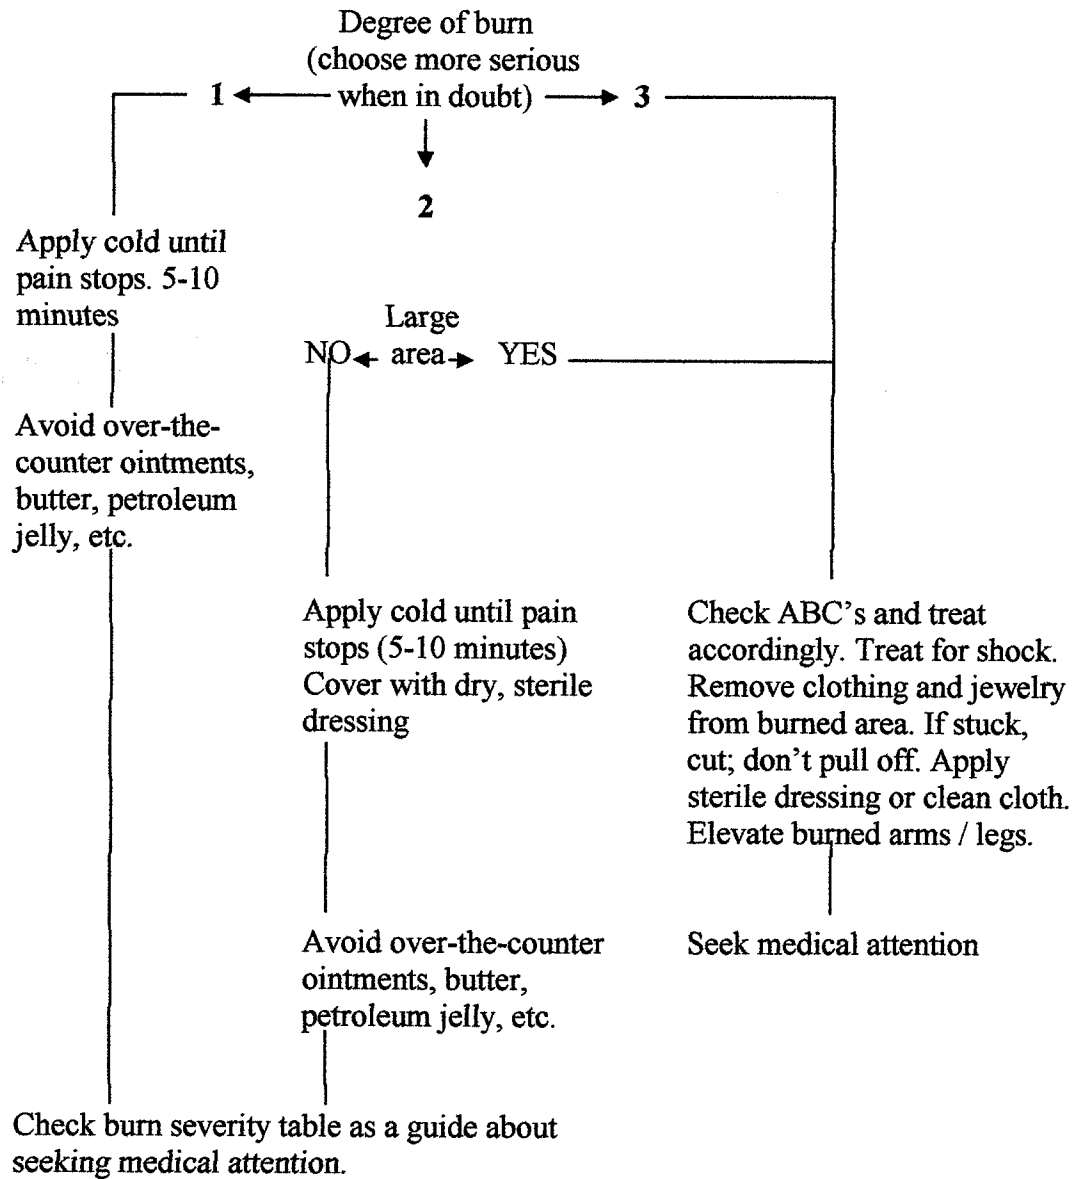 Degree of burn
(choose more serious
1 when in doubt) 3
2
Apply cold until
pain stops. 5-10
minutes
Large
NO area YES
Avoid over-the-
counter ointments,
butter, petroleum
jelly, etc.
Apply cold until pain
stops (5-10 minutes)
Cover with dry, sterile
dressing
Check ABC's and treat
accordingly. Treat for shock.
Remove clothing and jewelry
from burned area. If stuck,
cut; don't pull off. Apply
sterile dressing or clean cloth.
Elevate burned arms / legs.
Avoid over-the-counter
ointments, butter,
petroleum jelly, etc.
Seek medical attention
Check burn severity table as a guide about
seeking medical attention.